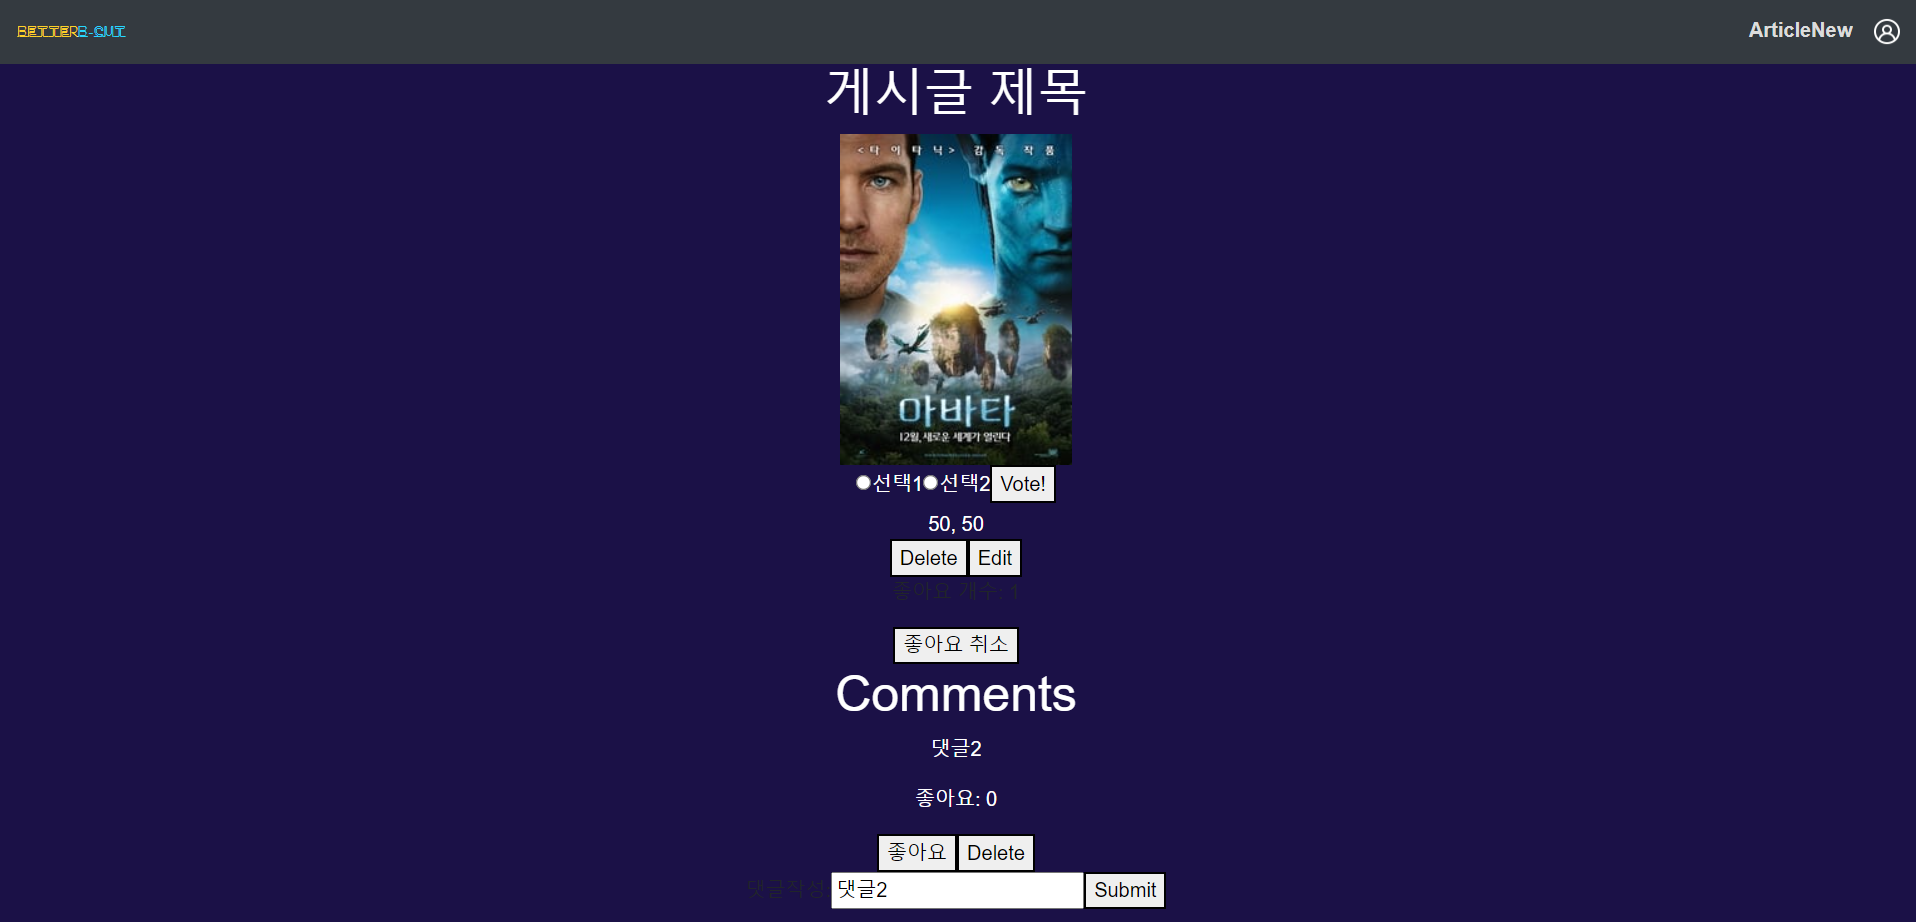 BETTERB-CUT
ArticleNew
게시글 제목
<타이타닉> 감독 작품
아바타
12월, 새로운 세계가 열린다
선택1 선택2 Vote!
50, 50
Delete Edit
좋아요 개수: 1
좋아요 취소
Comments
댓글2
좋아요: 0
좋아요 Delete
댓글작성 댓글2 Submit